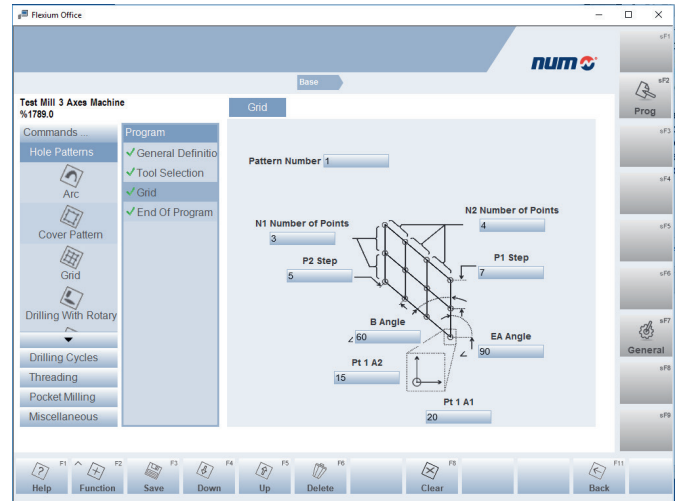 Flexium Office
sF1
num
Base
sF2
Prog
Test Mill 3 Axes Machine
%1789.0
Grid
Commands ...
Program
sF3
Hole Patterns
General Definitio
Pattern Number 1
Tool Selection
Arc
Grid
sF4
End Of Program
Cover Pattern
N1 Number of Points
3
N2 Number of Points
4
sF5
Grid
P2 Step
5
P1 Step
7
sF6
Drilling With Rotary
B Angle
60
EA Angle
90
sF7
General
Drilling Cycles
Threading
Pt 1 A2
15
sF8
Pocket Milling
Pt 1 A1
20
Miscellaneous
sF9
F1
Help
F2
Function
F3
Save
F4
Down
F5
Up
F6
Delete
F8
Clear
F11
Back